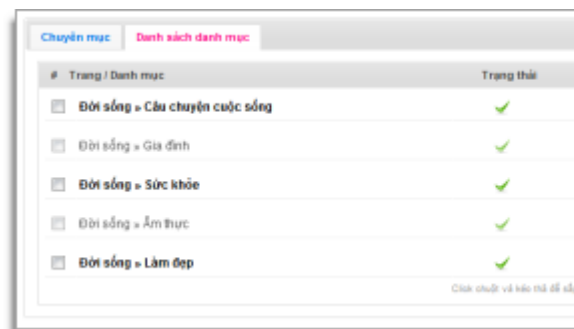 Chuyên mục Danh sách danh mục
# Trang / Danh mục Trạng thái
Đời sống » Câu chuyện cuộc sống
Đời sống » Gia đình
Đời sống » Sức khỏe
Đời sống » Ẩm thực
Đời sống » Làm đẹp
Click chuột và kéo thả để